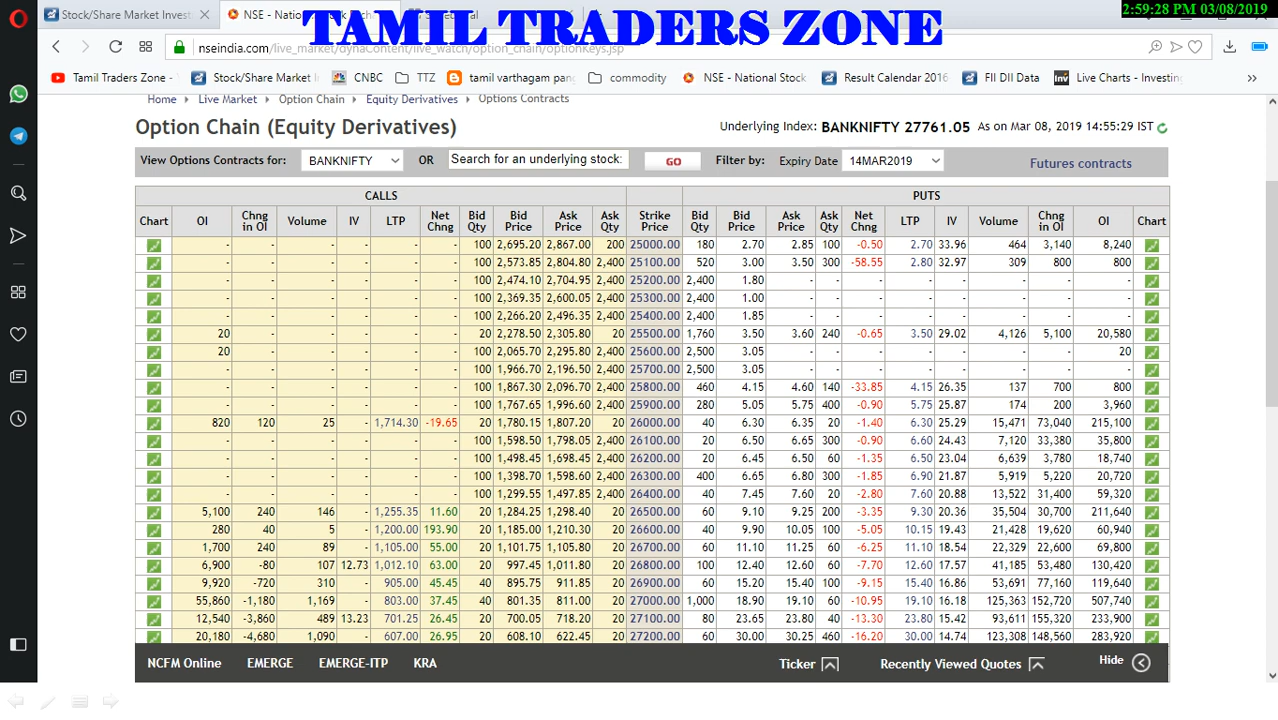 Stock/Share Market Invest
NSE - Nation
2:59:28 PM 03/08/2019
TAMIL TRADERS ZONE
nseindia.com/live_market/dynaContent/live_watch/option_chain/optionKeys.jsp
Tamil Traders Zone - Stock/Share Market I CNBC TTZ tamil varthagam pan commodity NSE - National Stock Result Calendar 2016 FII DII Data Inv Live Charts - Investing
Home Live Market Option Chain Equity Derivatives Options Contracts
Option Chain (Equity Derivatives)
Underlying Index: BANKNIFTY 27761.05 As on Mar 08, 2019 14:55:29 IST
View Options Contracts for: BANKNIFTY OR Search for an underlying stock: GO Filter by: Expiry Date 14MAR2019 Futures contracts
CALLS PUTS
Chart OI Chng in OI Volume IV LTP Net Chng Bid Qty Bid Price Ask Price Ask Qty Strike Price Bid Qty Bid Price Ask Price Ask Qty Net Chng LTP IV Volume Chng in OI OI Chart
- - - - - - 100 2,695.20 2,867.00 200 25000.00 180 2.70 2.85 100 -0.50 2.70 33.96 464 3,140 8,240
- - - - - - 100 2,573.85 2,804.80 2,400 25100.00 520 3.00 3.50 300 -58.55 2.80 32.97 309 800 800
- - - - - - 100 2,474.10 2,704.95 2,400 25200.00 2,400 1.80 - - - - - - - -
- - - - - - 100 2,369.35 2,600.05 2,400 25300.00 2,400 1.00 - - - - - - - -
- - - - - - 100 2,266.20 2,496.35 2,400 25400.00 2,400 1.85 - - - - - - - -
20 - - - - - 20 2,278.50 2,305.80 20 25500.00 1,760 3.50 3.60 240 -0.65 3.50 29.02 4,126 5,100 20,580
20 - - - - - 100 2,065.70 2,295.80 2,400 25600.00 2,500 3.05 - - - - - - - 20
- - - - - - 100 1,966.70 2,196.50 2,400 25700.00 2,500 3.05 - - - - - - - -
- - - - - - 100 1,867.30 2,096.70 2,400 25800.00 460 4.15 4.60 140 -33.85 4.15 26.35 137 700 800
- - - - - - 100 1,767.65 1,996.60 2,400 25900.00 280 5.05 5.75 400 -0.90 5.75 25.87 174 200 3,960
820 120 25 - 1,714.30 -19.65 20 1,780.15 1,807.20 20 26000.00 40 6.30 6.35 20 -1.40 6.30 25.29 15,471 73,040 215,100
- - - - - - 100 1,598.50 1,798.05 2,400 26100.00 20 6.50 6.65 300 -0.90 6.60 24.43 7,120 33,380 35,800
- - - - - - 100 1,498.45 1,698.45 2,400 26200.00 20 6.45 6.50 60 -1.35 6.50 23.04 6,639 3,780 18,740
- - - - - - 100 1,398.70 1,598.60 2,400 26300.00 400 6.65 6.80 300 -1.85 6.90 21.87 5,919 5,220 20,720
- - - - - - 100 1,299.55 1,497.85 2,400 26400.00 40 7.45 7.60 20 -2.80 7.60 20.88 13,522 31,400 59,320
5,100 240 146 - 1,255.35 11.60 20 1,284.25 1,298.40 20 26500.00 60 9.10 9.25 200 -3.35 9.30 20.36 35,504 30,700 211,640
280 40 5 - 1,200.00 193.90 20 1,185.00 1,210.30 20 26600.00 40 9.90 10.05 100 -5.05 10.15 19.43 21,428 19,620 60,940
1,700 240 89 - 1,105.00 55.00 20 1,101.75 1,105.80 20 26700.00 60 11.10 11.25 60 -6.25 11.10 18.54 22,329 22,600 69,800
6,900 -80 107 12.73 1,012.10 63.00 20 997.45 1,011.80 20 26800.00 100 12.40 12.60 60 -7.70 12.60 17.57 41,185 53,480 130,420
9,920 -720 310 - 905.00 45.45 40 895.75 911.85 20 26900.00 60 15.20 15.40 100 -9.15 15.40 16.86 53,691 77,160 119,640
55,860 -1,180 1,169 - 803.00 37.45 40 801.35 811.00 20 27000.00 1,000 18.90 19.10 60 -10.95 19.10 16.18 125,363 152,720 507,740
12,540 -3,860 489 13.23 701.25 26.45 20 700.05 718.20 20 27100.00 80 23.65 23.80 40 -13.30 23.80 15.42 93,611 155,320 233,900
20,180 -4,680 1,090 - 607.00 26.95 20 608.10 622.45 20 27200.00 60 30.00 30.25 460 -16.20 30.00 14.74 123,308 148,560 283,920
NCFM Online EMERGE EMERGE-ITP KRA Ticker Recently Viewed Quotes Hide